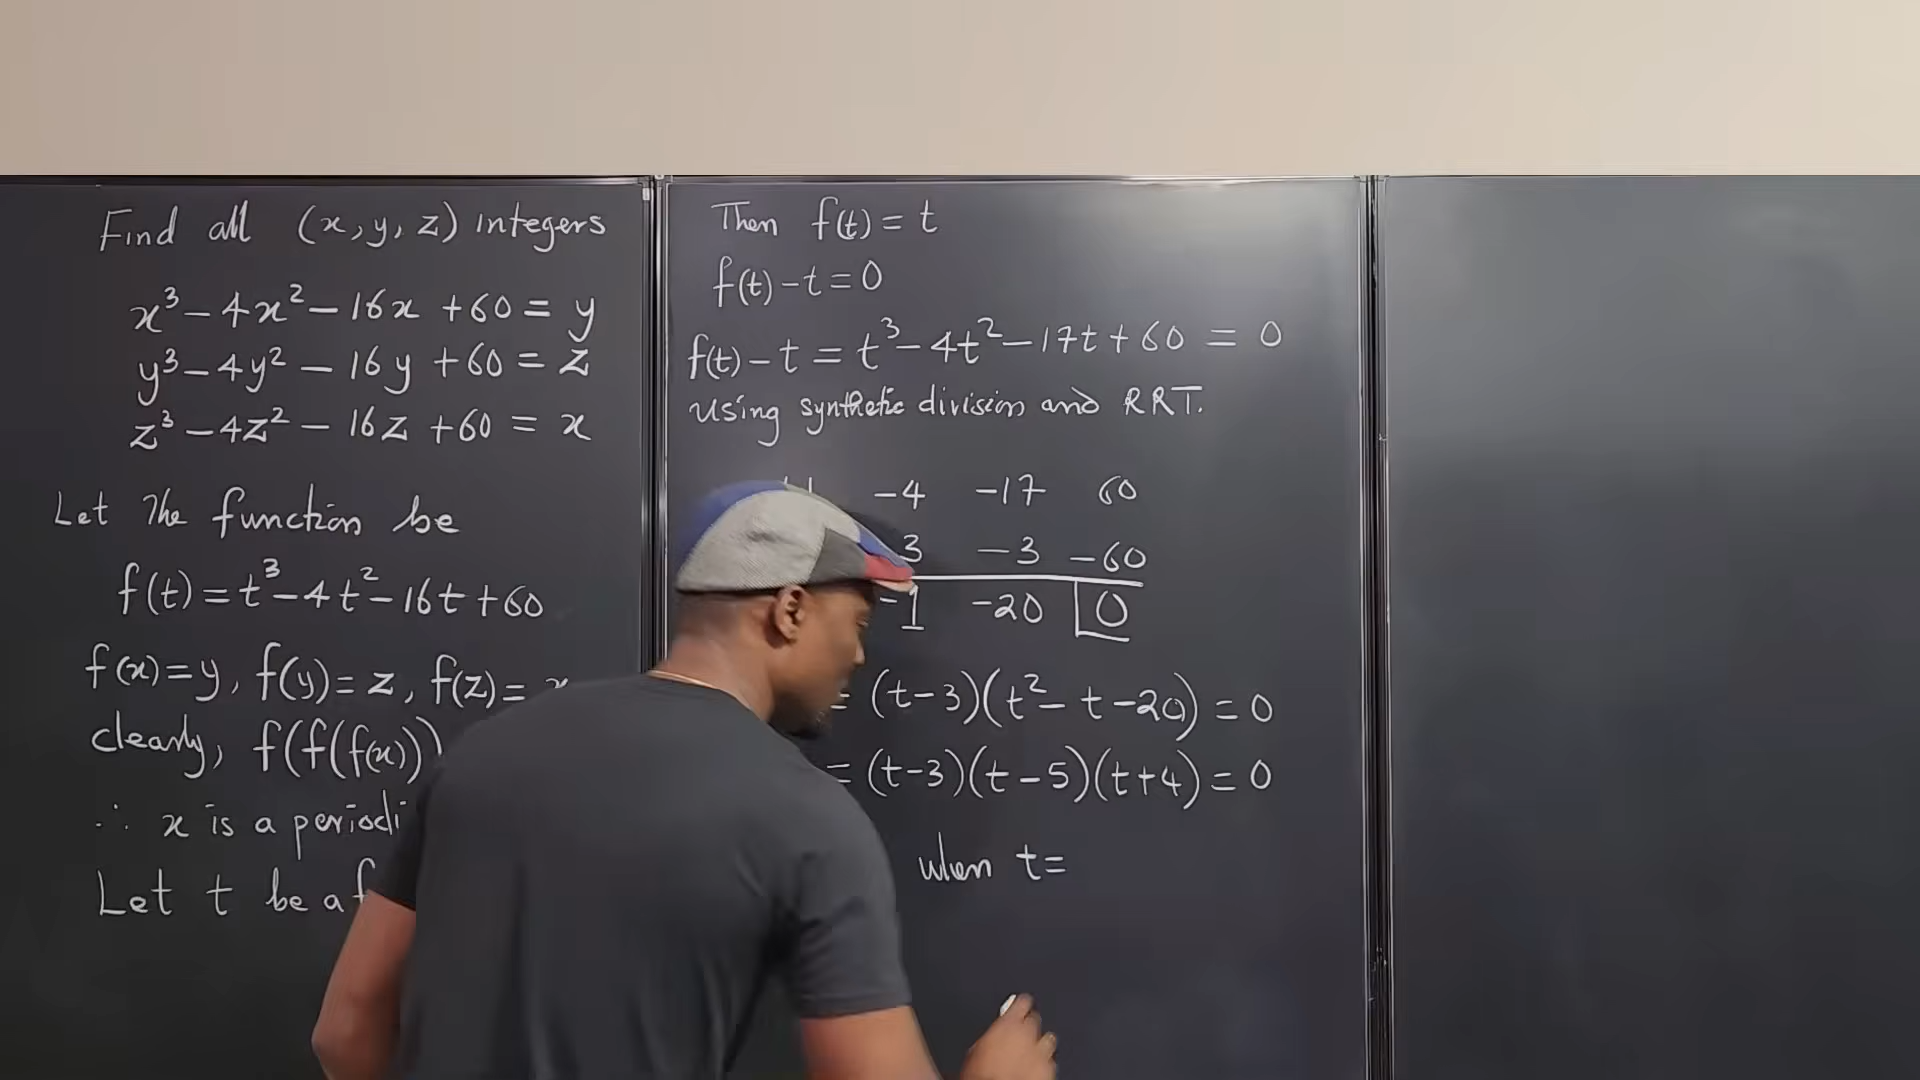 Find all (x, y, z) integers
x³ - 4x² - 16x + 60 = y
y³ - 4y² - 16y + 60 = z
z³ - 4z² - 16z + 60 = x
Let the function be
f(t) = t³ - 4t² - 16t + 60
f(x) = y, f(y) = z, f(z) =
clearly, f(f(f(x))
∴ x is a periodi
Let t be a f
Then f(t) = t
f(t) - t = 0
f(t) - t = t³ - 4t² - 17t + 60 = 0
Using synthetic division and RRT.
-4 -17 60
3 -3 -60
-1 -20 0
= (t-3)(t² - t - 20) = 0
= (t-3)(t-5)(t+4) = 0
when t =